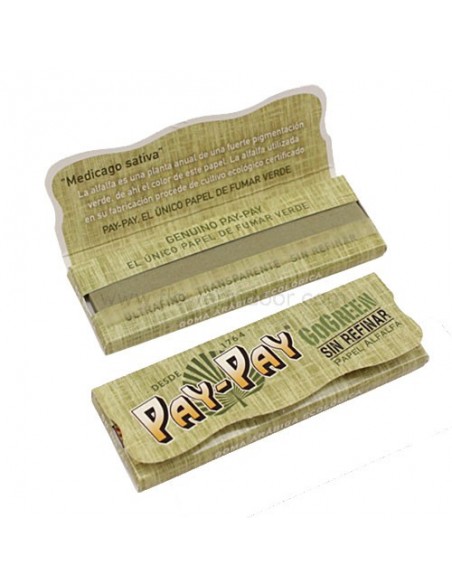 "Medicago sativa"
La alfalfa es una planta anual de una fuerte pigmentación
verde, de ahí el color de este papel. La alfalfa utilizada
en su fabricación procede de cultivo ecológico certificado
PAY-PAY, EL ÚNICO PAPEL DE FUMAR VERDE
GENUINO PAY-PAY
EL ÚNICO PAPEL DE FUMAR VERDE
ULTRAFINO TRANSPARENTE SIN REFINAR
GOMA ARÁBIGA ECOLÓGICA
DESDE 1764
PAY-PAY
GoGREEN
SIN REFINAR
PAPEL ALFALFA